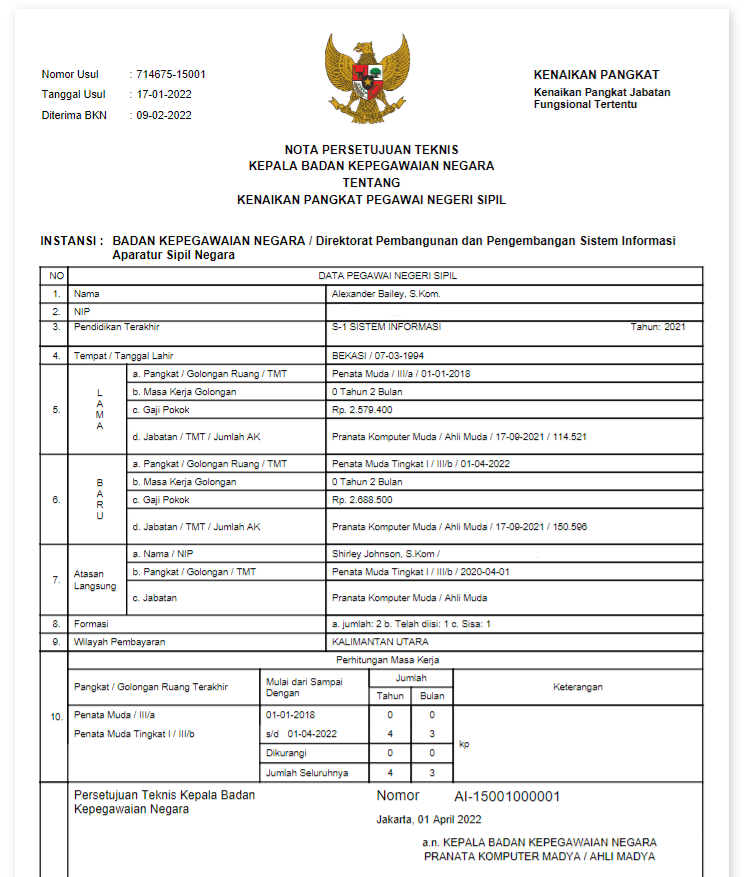 Nomor Usul : 714675-15001
Tanggal Usul : 17-01-2022
Diterima BKN : 09-02-2022
KENAIKAN PANGKAT
Kenaikan Pangkat Jabatan
Fungsional Tertentu
NOTA PERSETUJUAN TEKNIS
KEPALA BADAN KEPEGAWAIAN NEGARA
TENTANG
KENAIKAN PANGKAT PEGAWAI NEGERI SIPIL
INSTANSI : BADAN KEPEGAWAIAN NEGARA / Direktorat Pembangunan dan Pengembangan Sistem Informasi
Aparatur Sipil Negara
NO DATA PEGAWAI NEGERI SIPIL
1. Nama Alexander Bailey, S.Kom.
2. NIP
3. Pendidikan Terakhir S-1 SISTEM INFORMASI Tahun: 2021
4. Tempat / Tanggal Lahir BEKASI / 07-03-1994
5. LAMA
a. Pangkat / Golongan Ruang / TMT Penata Muda / III/a / 01-01-2018
b. Masa Kerja Golongan 0 Tahun 2 Bulan
c. Gaji Pokok Rp. 2.579.400
d. Jabatan / TMT / Jumlah AK Pranata Komputer Muda / Ahli Muda / 17-09-2021 / 114.521
6. BARU
a. Pangkat / Golongan Ruang / TMT Penata Muda Tingkat I / III/b / 01-04-2022
b. Masa Kerja Golongan 0 Tahun 2 Bulan
c. Gaji Pokok Rp. 2.688.500
d. Jabatan / TMT / Jumlah AK Pranata Komputer Muda / Ahli Muda / 17-09-2021 / 150.596
7. Atasan
Langsung
a. Nama / NIP Shirley Johnson, S.Kom /
b. Pangkat / Golongan / TMT Penata Muda Tingkat I / III/b / 2020-04-01
c. Jabatan Pranata Komputer Muda / Ahli Muda
8. Formasi a. jumlah: 2 b. Telah diisi: 1 c. Sisa: 1
9. Wilayah Pembayaran KALIMANTAN UTARA
10. Perhitungan Masa Kerja
Pangkat / Golongan Ruang Terakhir
Mulai dari Sampai
Dengan
Jumlah
Tahun Bulan
Keterangan
Penata Muda / III/a 01-01-2018 0 0
Penata Muda Tingkat I / III/b s/d 01-04-2022 4 3
kp
Dikurangi 0 0
Jumlah Seluruhnya 4 3
Persetujuan Teknis Kepala Badan
Kepegawaian Negara
Nomor AI-15001000001
Jakarta, 01 April 2022
a.n. KEPALA BADAN KEPEGAWAIAN NEGARA
PRANATA KOMPUTER MADYA / AHLI MADYA